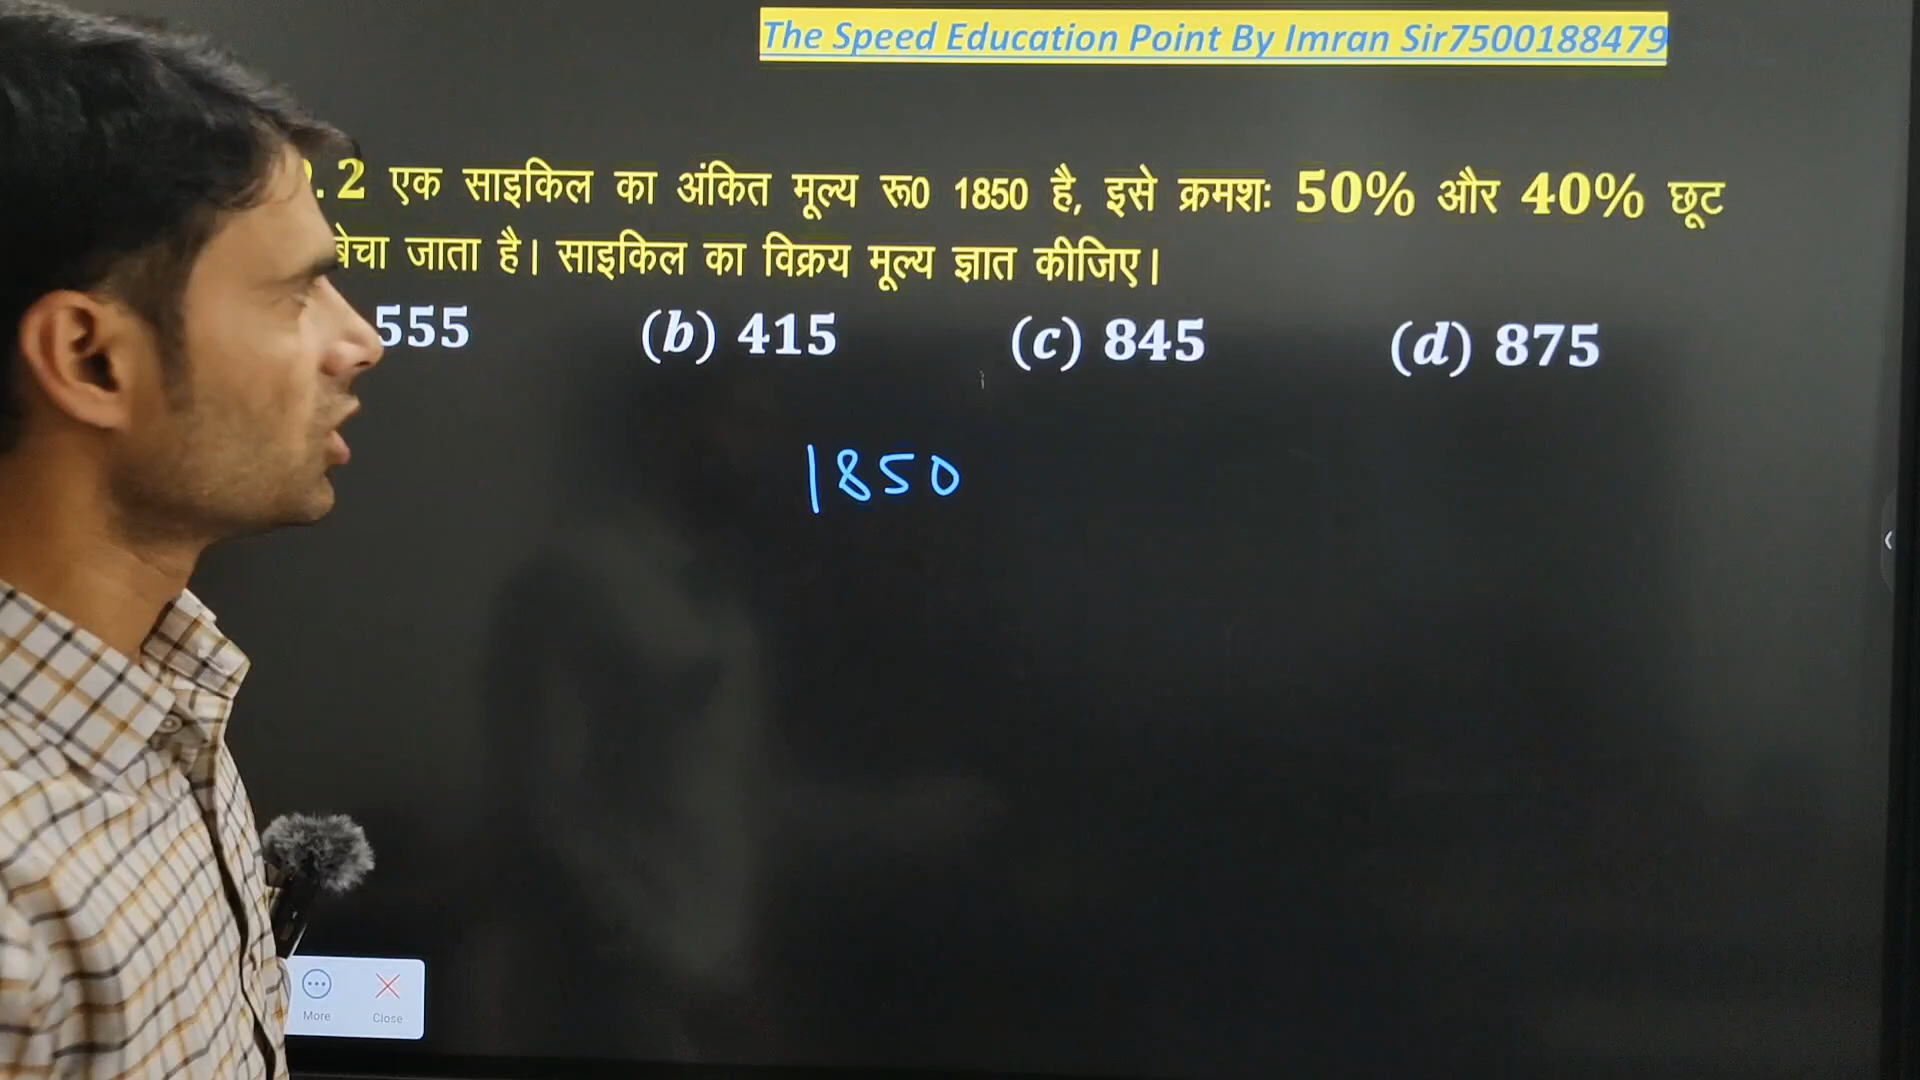 The Speed Education Point By Imran Sir7500188479
. 2 एक साइकिल का अंकित मूल्य रू0 1850 है, इसे क्रमशः 50% और 40% छूट
बेचा जाता है। साइकिल का विक्रय मूल्य ज्ञात कीजिए।
555 (b) 415 (c) 845 (d) 875
1850
More Close